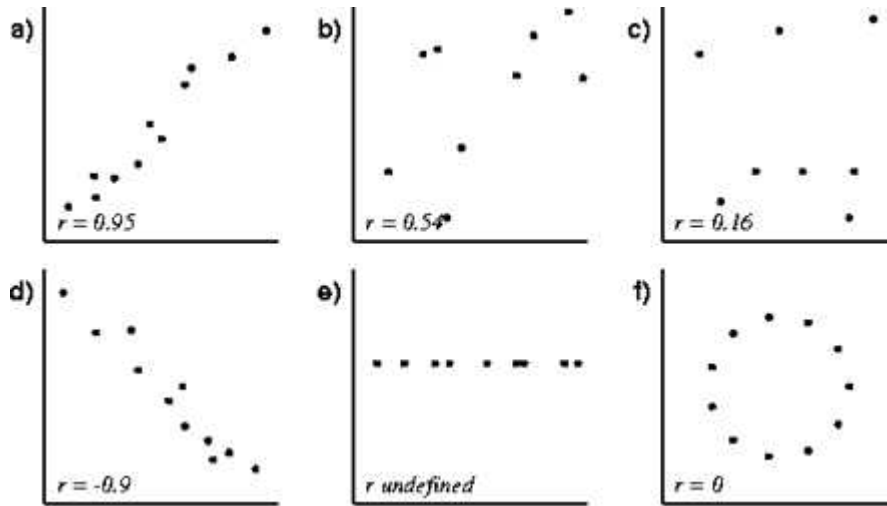 a)
r = 0.95
b)
r = 0.54
c)
r = 0.16
d)
r = -0.9
e)
r undefined
f)
r = 0